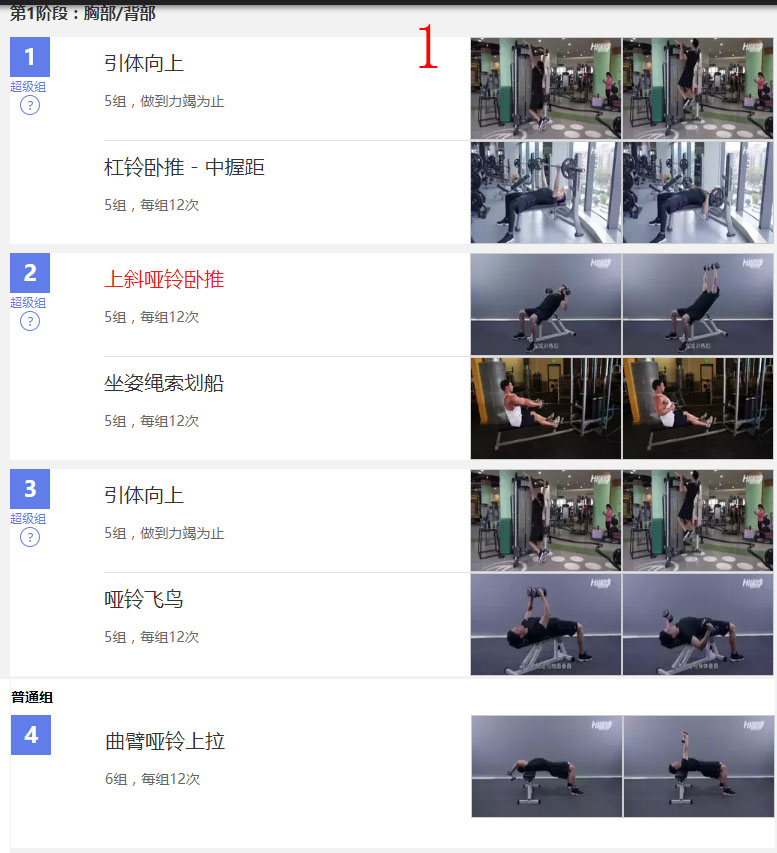 第1阶段：胸部/背部
1
1
引体向上
超级组
?
5组，做到力竭为止
杠铃卧推 - 中握距
5组，每组12次
2
上斜哑铃卧推
超级组
?
5组，每组12次
坐姿绳索划船
5组，每组12次
3
引体向上
超级组
?
5组，做到力竭为止
哑铃飞鸟
5组，每组12次
普通组
4
曲臂哑铃上拉
6组，每组12次